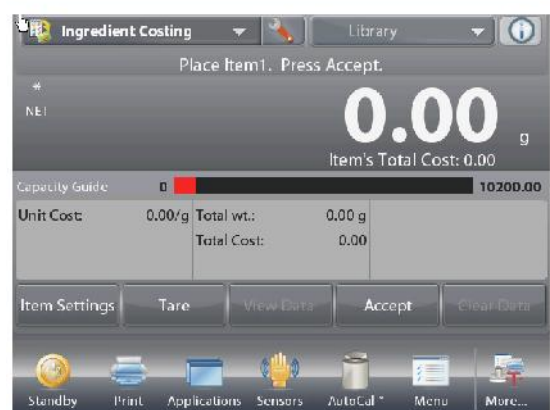 Ingredient Costing
Library
Place Item1. Press Accept.
*
NET
0.00 g
Item's Total Cost: 0.00
Capacity Guide 0 10200.00
Unit Cost: 0.00/g Total wt.: 0.00 g
Total Cost: 0.00
Item Settings Tare View Data Accept Clear Data
Standby Print Applications Sensors AutoCal ™ Menu More...